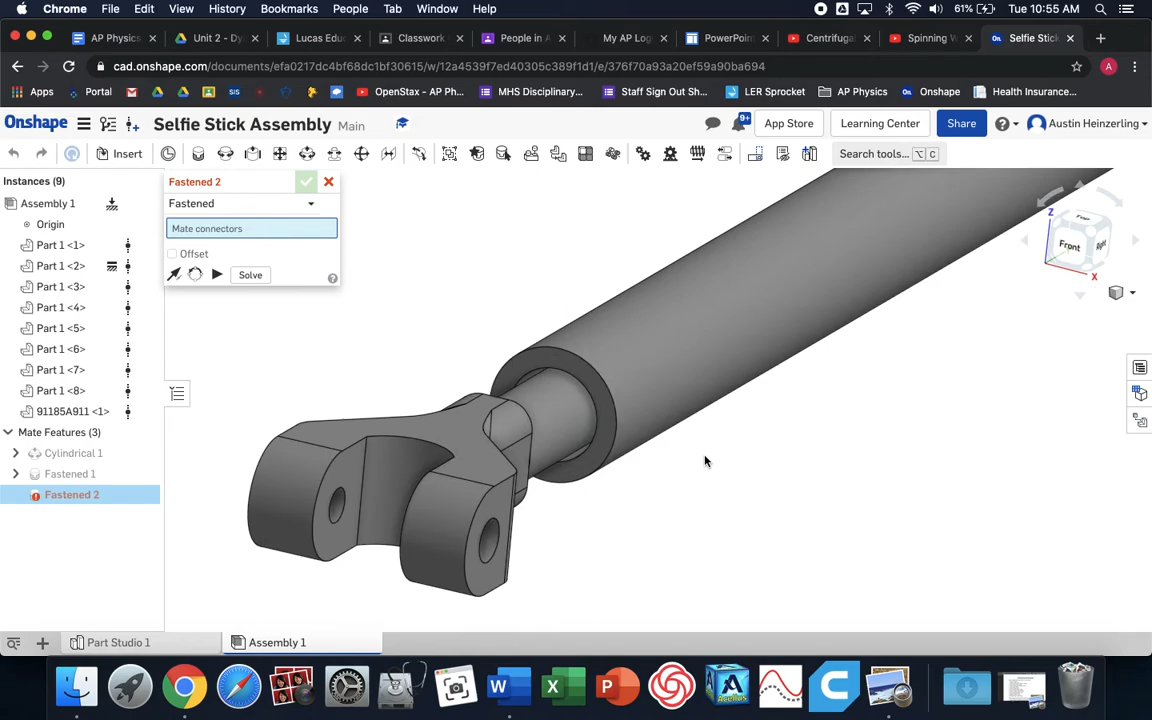 Chrome File Edit View History Bookmarks People Tab Window Help 61% Tue 10:55 AM
AP Physics Unit 2 - Dy Lucas Educ Classwork People in A My AP Log PowerPoin Centrifuga Spinning W Selfie Stick
cad.onshape.com/documents/efa0217dc4bf68dc1bf30615/w/12a4539f7ed40305c389f1d1/e/376f70a93a20ef59a90ba694 A
Apps Portal SIS OpenStax - AP Ph... MHS Disciplinary... Staff Sign Out Sh... LER Sprocket AP Physics Onshape Health Insurance...
Onshape Selfie Stick Assembly Main 9+ App Store Learning Center Share Austin Heinzerling
Insert Search tools... ⌥ C
Instances (9)
Fastened 2
Assembly 1
Fastened
Origin
Mate connectors
Part 1 <1>
Offset
Part 1 <2>
Solve
Part 1 <3>
Part 1 <4>
Part 1 <5>
Part 1 <6>
Part 1 <7>
Part 1 <8>
91185A911 <1>
Mate Features (3)
Cylindrical 1
Fastened 1
Fastened 2
Z
Front
Right
X
Part Studio 1 Assembly 1